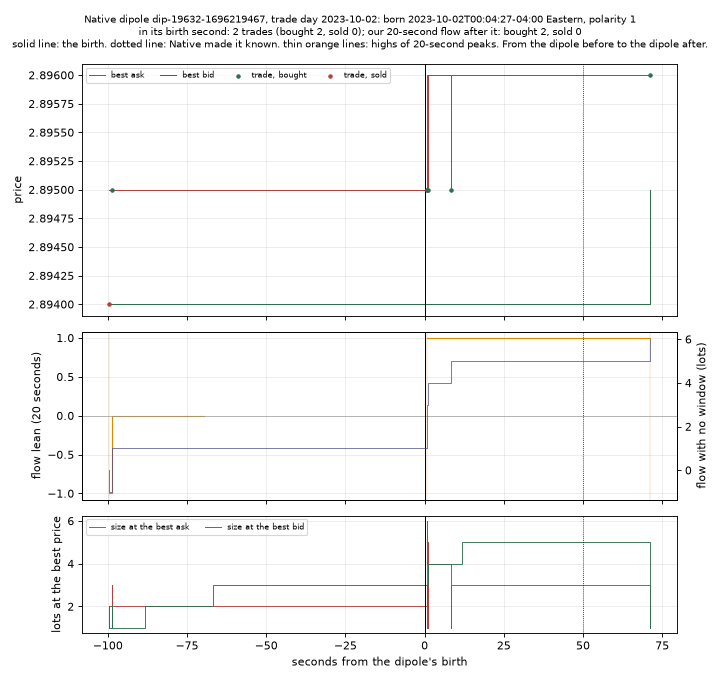 Native dipole dip-19632-1696219467, trade day 2023-10-02: born 2023-10-02T00:04:27-04:00 Eastern, polarity 1
in its birth second: 2 trades (bought 2, sold 0); our 20-second flow after it: bought 2, sold 0
solid line: the birth. dotted line: Native made it known. thin orange lines: highs of 20-second peaks. From the dipole before to the dipole after.
best ask
best bid
trade, bought
trade, sold
2.89600
2.89575
2.89550
2.89525
2.89500
2.89475
2.89450
2.89425
2.89400
price
1.0
0.5
0.0
−0.5
−1.0
flow lean (20 seconds)
6
4
2
0
flow with no window (lots)
size at the best ask
size at the best bid
6
4
2
lots at the best price
−100
−75
−50
−25
0
25
50
75
seconds from the dipole's birth